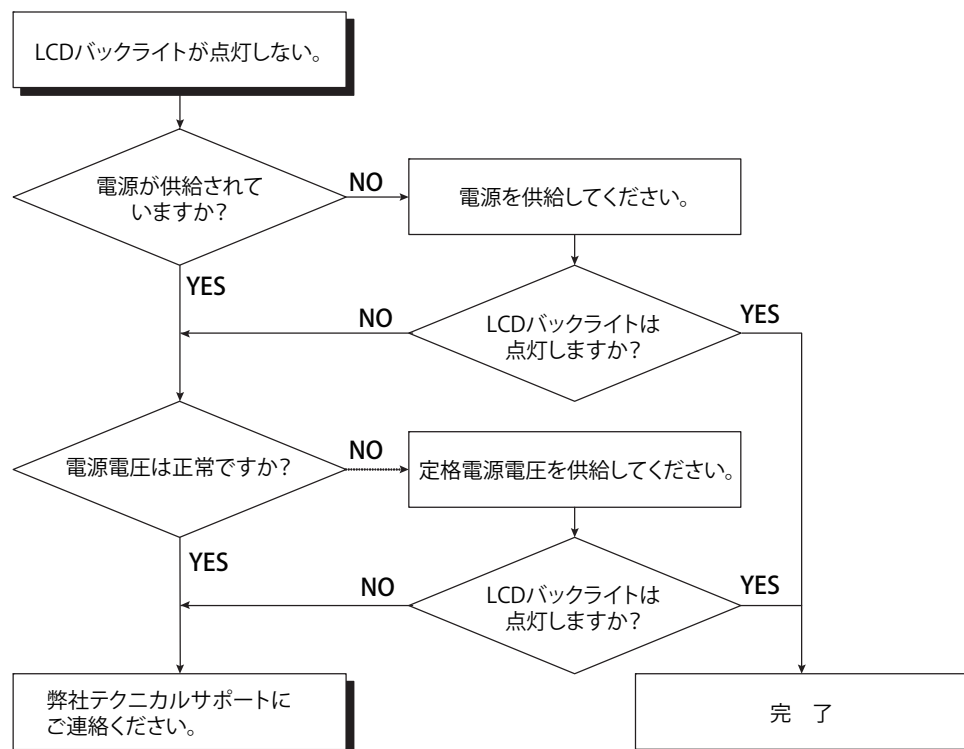 LCDバックライトが点灯しない。
電源が供給されて
いますか?
NO
電源を供給してください。
YES
NO
LCDバックライトは
点灯しますか?
YES
電源電圧は正常ですか?
NO
定格電源電圧を供給してください。
YES
NO
LCDバックライトは
点灯しますか?
YES
弊社テクニカルサポートに
ご連絡ください。
完　了